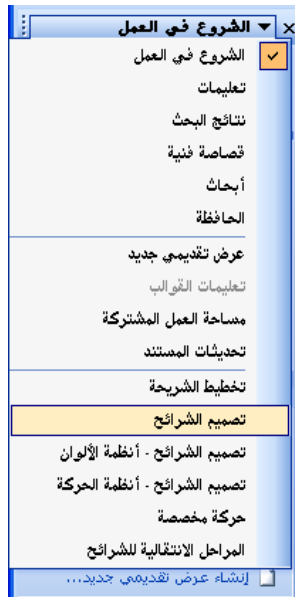 الشروع في العمل
الشروع في العمل
تعليمات
نتائج البحث
قصاصة فنية
أبحاث
الحافظة
عرض تقديمي جديد
تعليمات القوالب
مساحة العمل المشتركة
تحديثات المستند
تخطيط الشريحة
تصميم الشرائح
تصميم الشرائح - أنظمة الألوان
تصميم الشرائح - أنظمة الحركة
حركة مخصصة
المراحل الانتقالية للشرائح
إنشاء عرض تقديمي جديد...